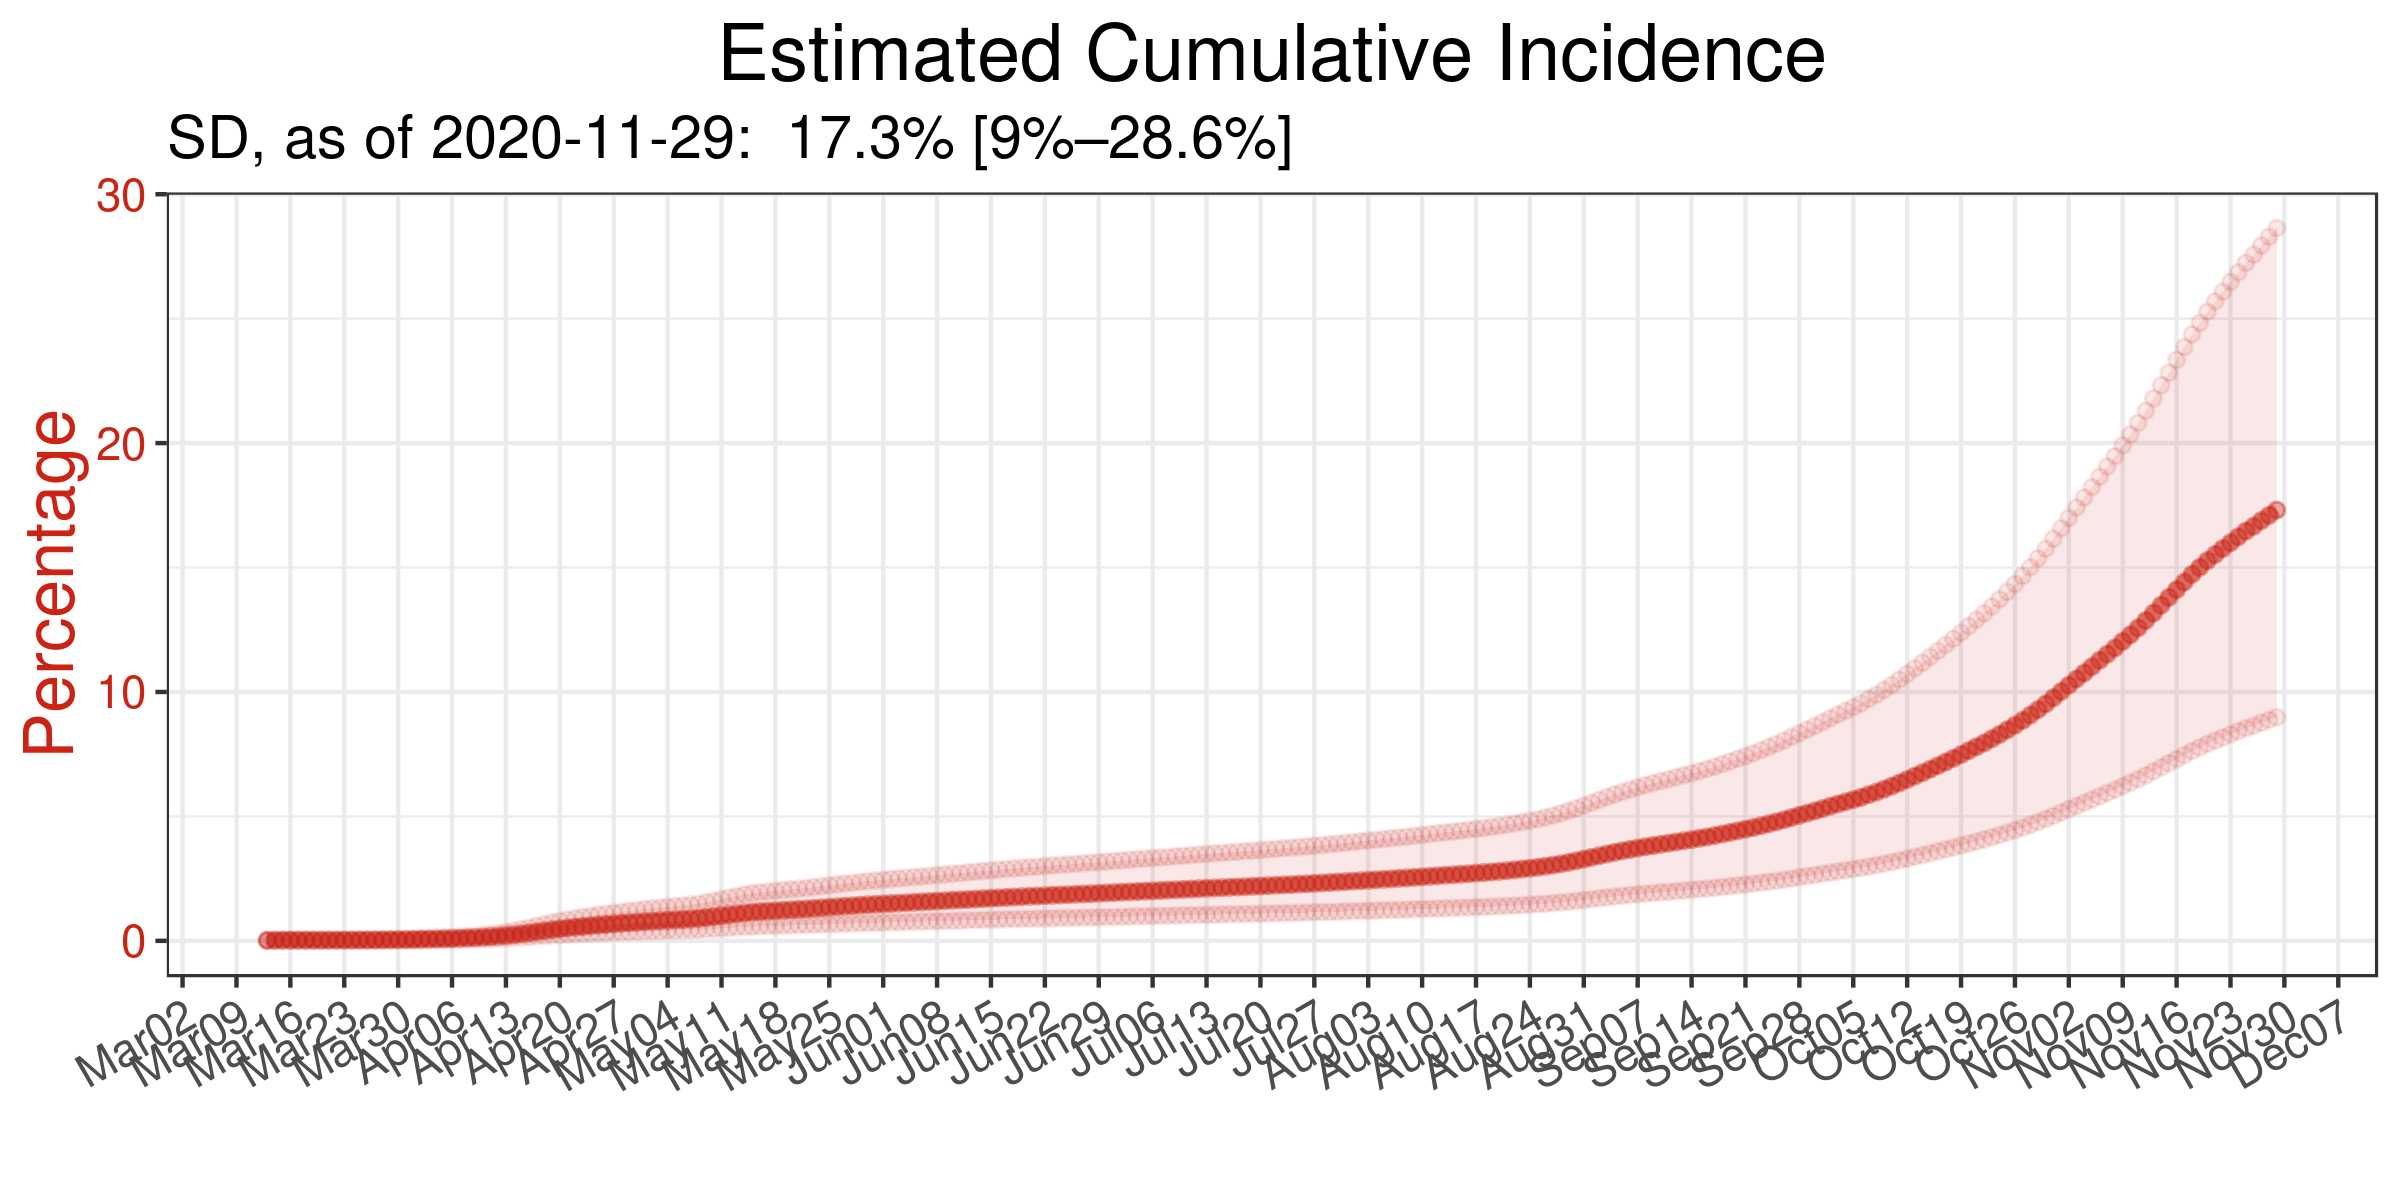 Estimated Cumulative Incidence
SD, as of 2020-11-29:  17.3% [9%–28.6%]
Percentage
30
20
10
0
Mar02
Mar09
Mar16
Mar23
Mar30
Apr06
Apr13
Apr20
Apr27
May04
May11
May18
May25
Jun01
Jun08
Jun15
Jun22
Jun29
Jul06
Jul13
Jul20
Jul27
Aug03
Aug10
Aug17
Aug24
Aug31
Sep07
Sep14
Sep21
Sep28
Oct05
Oct12
Oct19
Oct26
Nov02
Nov09
Nov16
Nov23
Nov30
Dec07